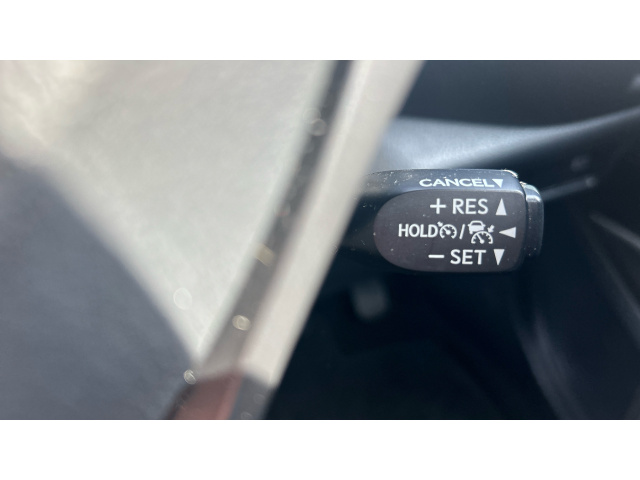 CANCEL▼
+ RES ▲
HOLD / ◀
− SET ▼